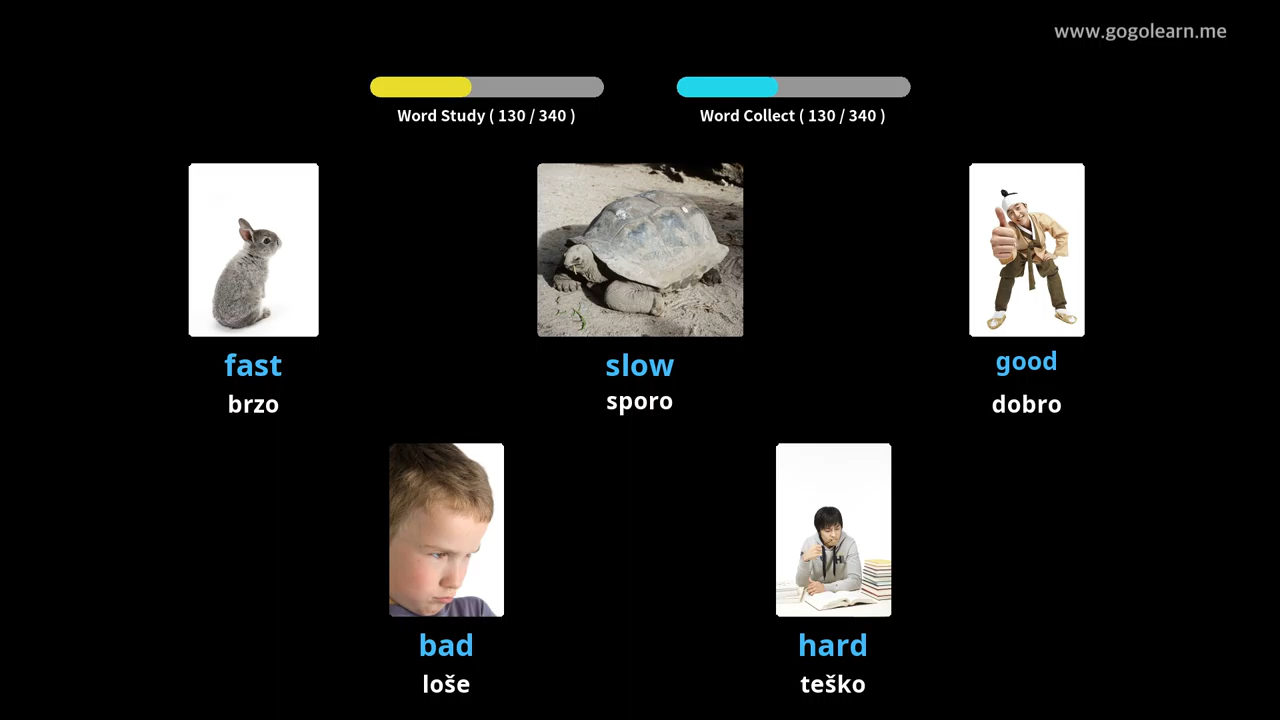 www.gogolearn.me
Word Study ( 130 / 340 )
Word Collect ( 130 / 340 )
fast
brzo
slow
sporo
good
dobro
bad
loše
hard
teško